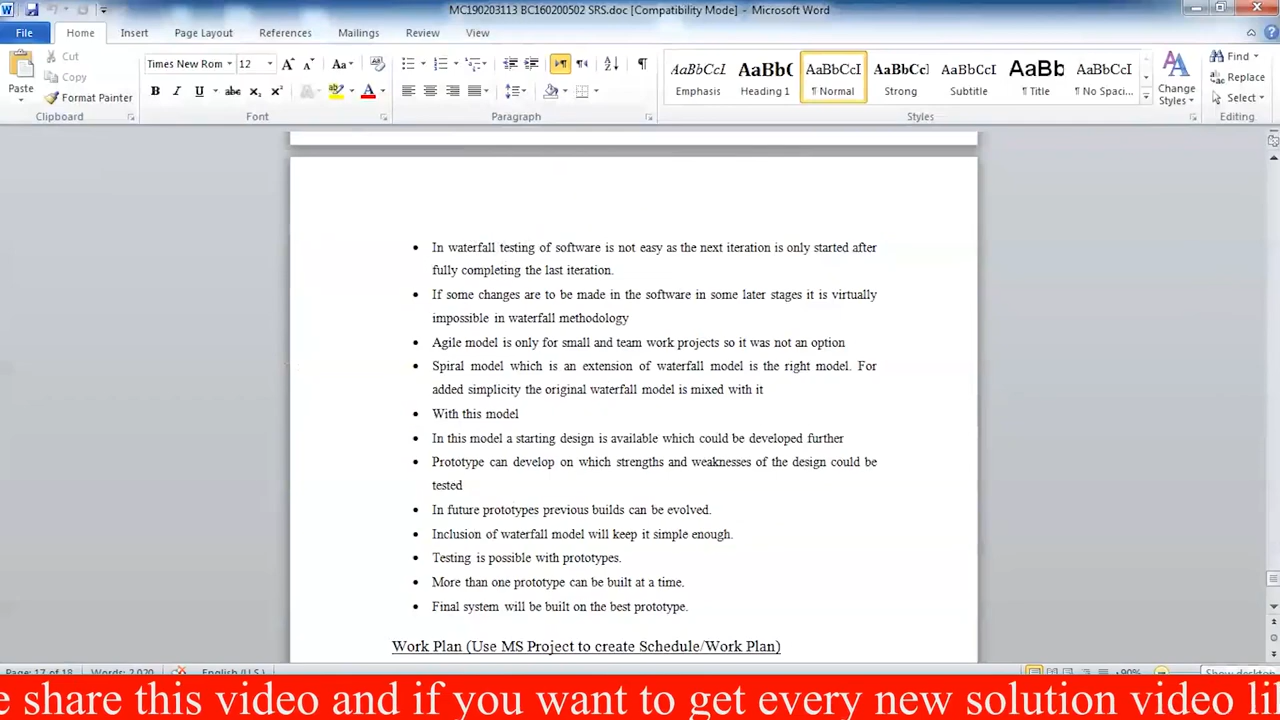 MC190203113 BC160200502 SRS.doc [Compatibility Mode] - Microsoft Word
File Home Insert Page Layout References Mailings Review View
Paste Cut Copy Format Painter
Times New Rom 12
AaBbCcI AaBb( AaBbCcI AaBbCc AaBbCcI AaBb AaBbCcI
Emphasis Heading 1 ¶ Normal Strong Subtitle ¶ Title ¶ No Spaci...
Change Styles
Find Replace Select
Clipboard Font Paragraph Styles Editing
• In waterfall testing of software is not easy as the next iteration is only started after
fully completing the last iteration.
• If some changes are to be made in the software in some later stages it is virtually
impossible in waterfall methodology
• Agile model is only for small and team work projects so it was not an option
• Spiral model which is an extension of waterfall model is the right model. For
added simplicity the original waterfall model is mixed with it
• With this model
• In this model a starting design is available which could be developed further
• Prototype can develop on which strengths and weaknesses of the design could be
tested
• In future prototypes previous builds can be evolved.
• Inclusion of waterfall model will keep it simple enough.
• Testing is possible with prototypes.
• More than one prototype can be built at a time.
• Final system will be built on the best prototype.
Work Plan (Use MS Project to create Schedule/Work Plan)
Page: 17 of 18 Words: 2,020 English (U.S.) 90% Show desktop
e share this video and if you want to get every new solution video li